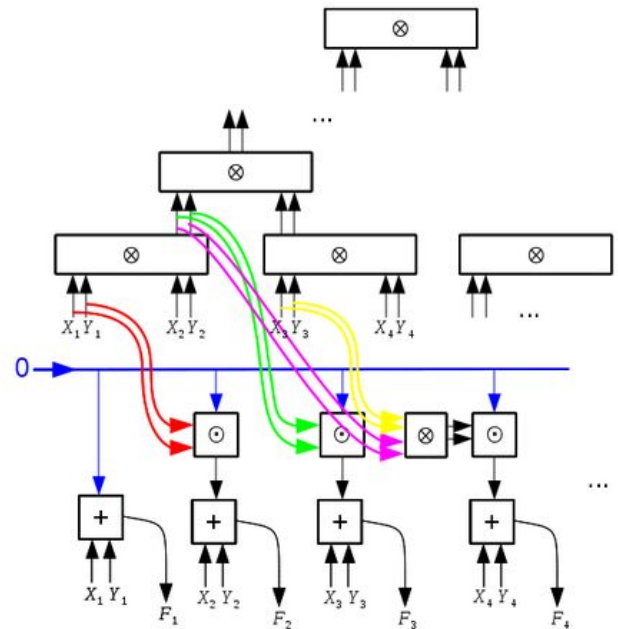 ⊗
...
⊗
⊗ ⊗ ⊗
X₁ Y₁ X₂ Y₂ X₃ Y₃ X₄ Y₄ ...
0
⊙ ⊙ ⊗ ⊙
...
+ + + +
X₁ Y₁ X₂ Y₂ X₃ Y₃ X₄ Y₄
F₁ F₂ F₃ F₄